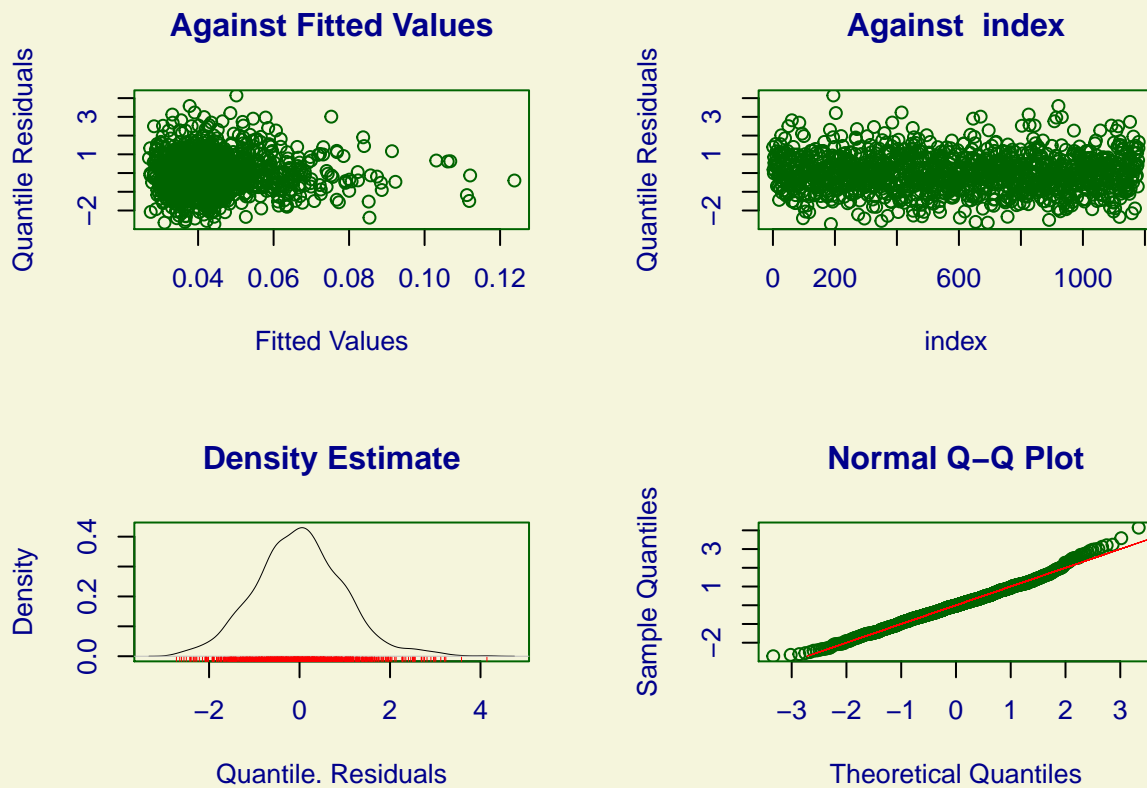 Against Fitted Values
Quantile Residuals
−2 1 3
0.04 0.06 0.08 0.10 0.12
Fitted Values
Against  index
Quantile Residuals
−2 1 3
0 200 600 1000
index
Density Estimate
Density
0.0 0.2 0.4
−2 0 2 4
Quantile. Residuals
Normal Q−Q Plot
Sample Quantiles
−2 1 3
−3 −2 −1 0 1 2 3
Theoretical Quantiles